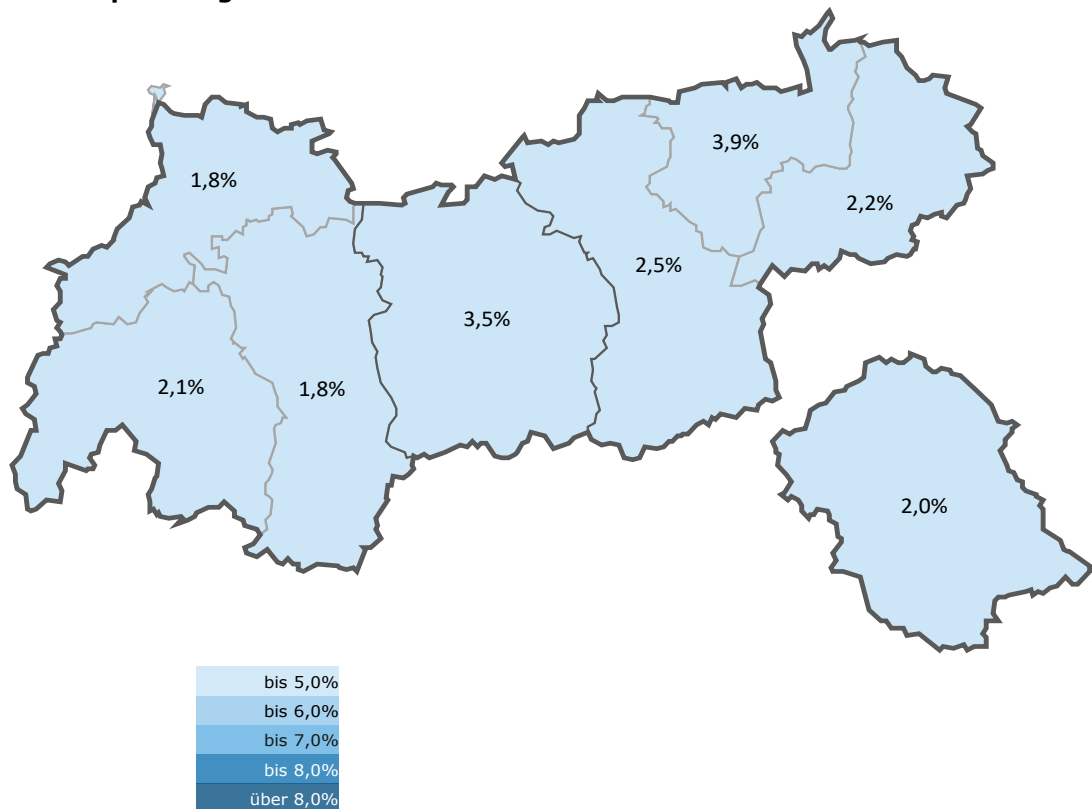 3,9%
1,8%
2,2%
2,5%
3,5%
2,1%
1,8%
2,0%
bis 5,0%
bis 6,0%
bis 7,0%
bis 8,0%
über 8,0%